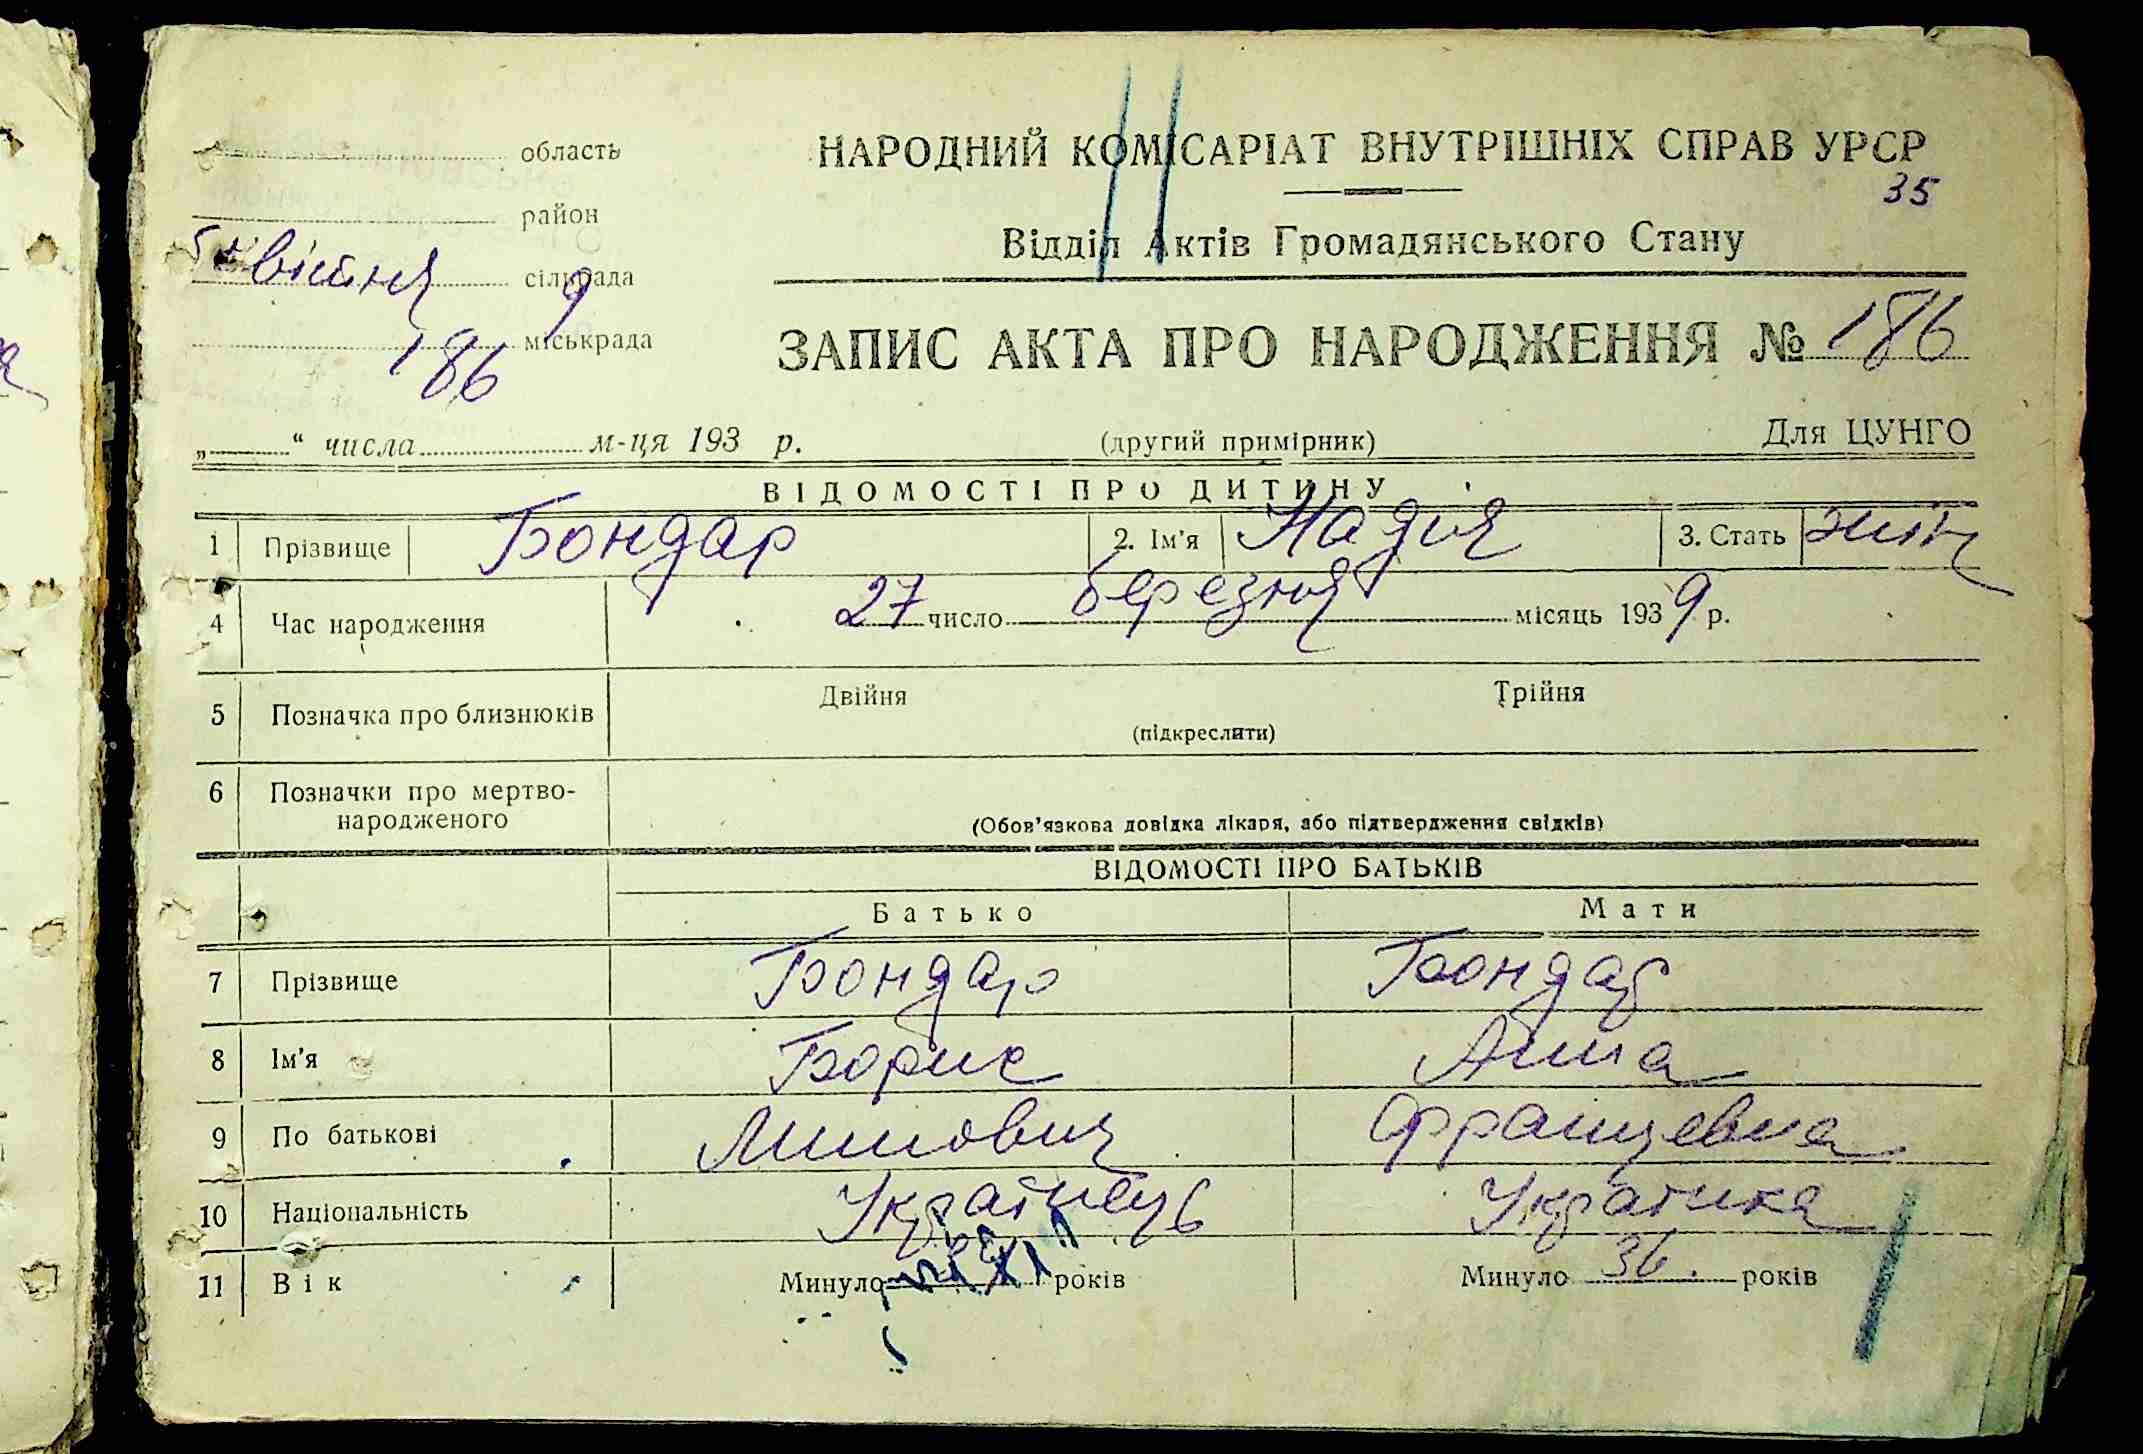 область
район
квітня
сільрада
9
міськрада
186
НАРОДНИЙ КОМІСАРІАТ ВНУТРІШНІХ СПРАВ УРСР
35
Відділ Актів Громадянського Стану
ЗАПИС АКТА ПРО НАРОДЖЕННЯ № 186
„ “ числа м-ця 193 р. (другий примірник) Для ЦУНГО
ВІДОМОСТІ ПРО ДИТИНУ
1 Прізвище Бондар 2. Ім'я Надія 3. Стать жін
4 Час народження 27 число березня місяць 1939 р.
5 Позначка про близнюків Двійня Трійня
(підкреслити)
6 Позначки про мертво-
народженого
(Обов'язкова довідка лікаря, або підтвердження свідків)
ВІДОМОСТІ ПРО БАТЬКІВ
Батько Мати
7 Прізвище Бондар Бондар
8 Ім'я Борис Анна
9 По батькові Францевна
10 Національність Українець Українка
11 Вік Минуло років Минуло 36. років